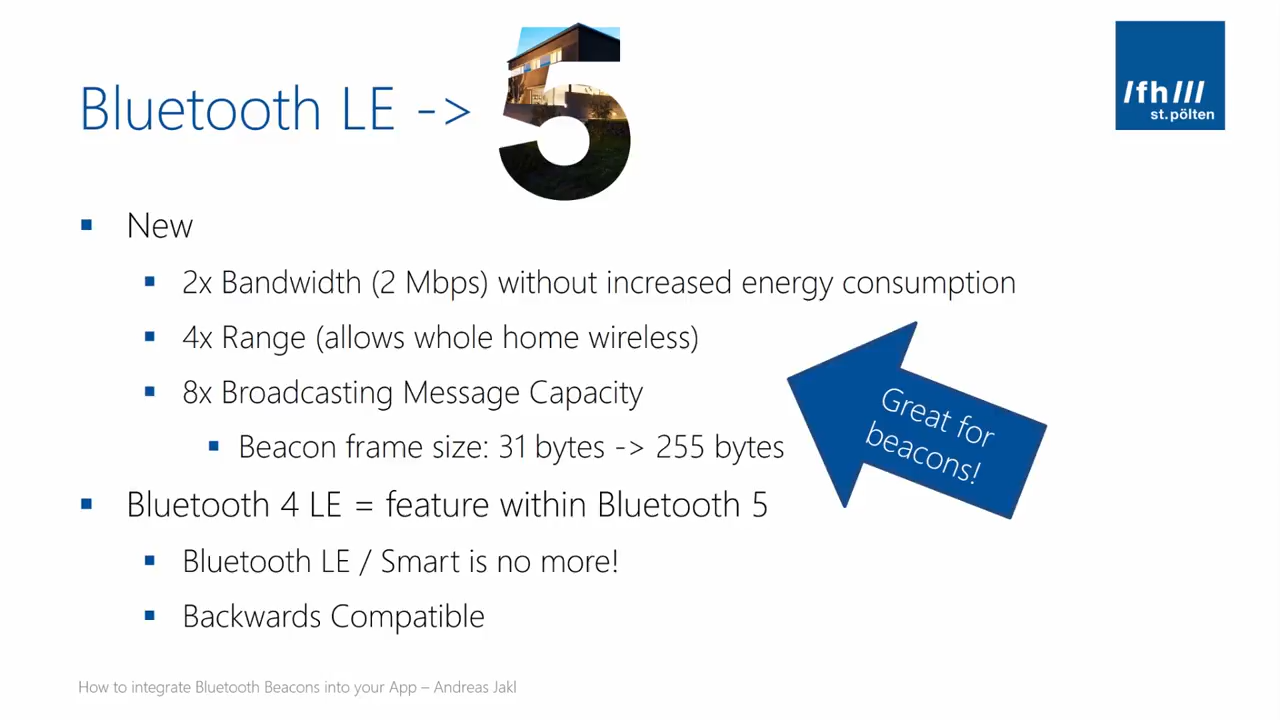 Bluetooth LE -> 5
/fh///
st.pölten
New
2x Bandwidth (2 Mbps) without increased energy consumption
4x Range (allows whole home wireless)
8x Broadcasting Message Capacity
Beacon frame size: 31 bytes -> 255 bytes
Great for
beacons!
Bluetooth 4 LE = feature within Bluetooth 5
Bluetooth LE / Smart is no more!
Backwards Compatible
How to integrate Bluetooth Beacons into your App – Andreas Jakl